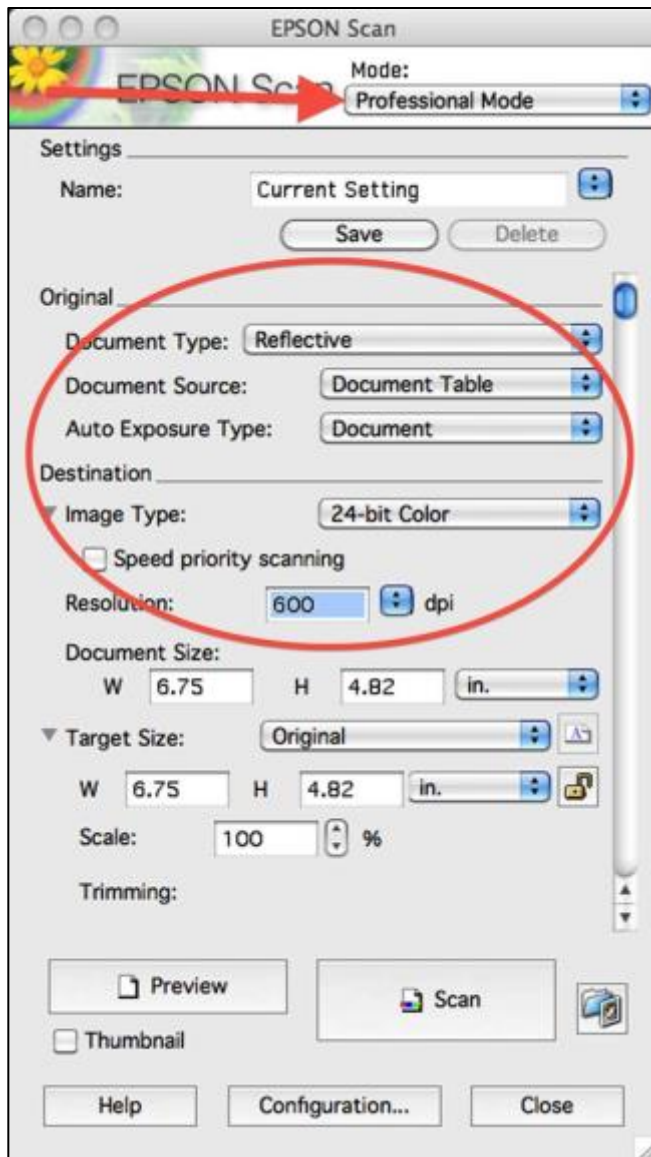 EPSON Scan
EPSON Scan
Mode:
Professional Mode
Settings
Name: Current Setting
Save Delete
Original
Document Type: Reflective
Document Source: Document Table
Auto Exposure Type: Document
Destination
Image Type: 24-bit Color
Speed priority scanning
Resolution: 600 dpi
Document Size:
W 6.75 H 4.82 in.
Target Size: Original
W 6.75 H 4.82 in.
Scale: 100 %
Trimming:
Preview
Scan
Thumbnail
Help Configuration... Close